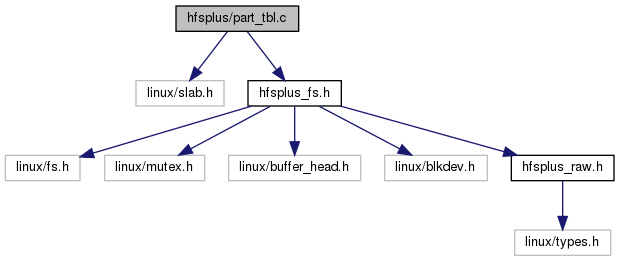 hfsplus/part_tbl.c
linux/slab.h
hfsplus_fs.h
linux/fs.h
linux/mutex.h
linux/buffer_head.h
linux/blkdev.h
hfsplus_raw.h
linux/types.h